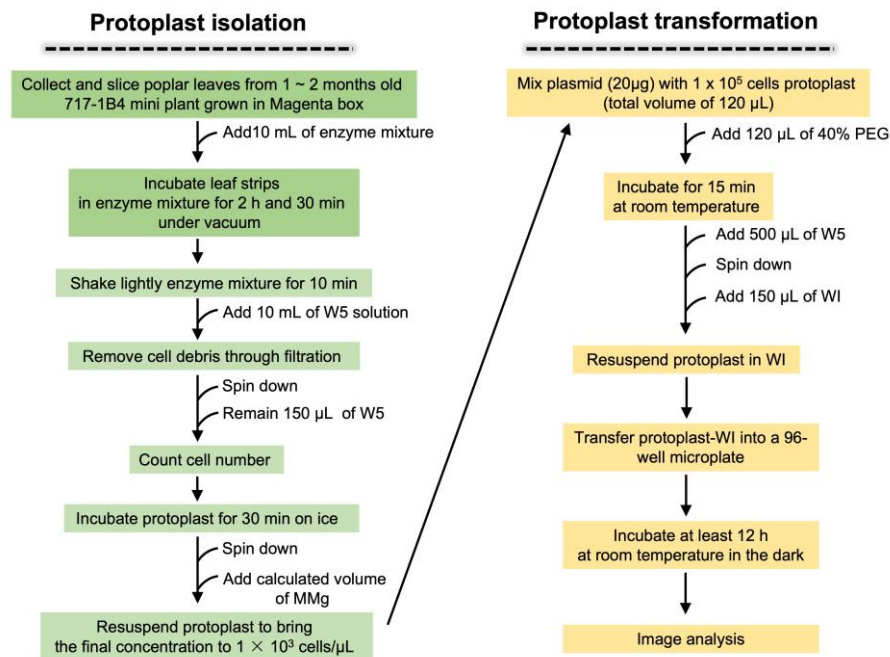 Protoplast isolation
Collect and slice poplar leaves from 1 ~ 2 months old
717-1B4 mini plant grown in Magenta box
Add10 mL of enzyme mixture
Incubate leaf strips
in enzyme mixture for 2 h and 30 min
under vacuum
Shake lightly enzyme mixture for 10 min
Add 10 mL of W5 solution
Remove cell debris through filtration
Spin down
Remain 150 µL of W5
Count cell number
Incubate protoplast for 30 min on ice
Spin down
Add calculated volume
of MMg
Resuspend protoplast to bring
the final concentration to 1 × 10³ cells/µL
Protoplast transformation
Mix plasmid (20µg) with 1 x 10⁵ cells protoplast
(total volume of 120 µL)
Add 120 µL of 40% PEG
Incubate for 15 min
at room temperature
Add 500 µL of W5
Spin down
Add 150 µL of WI
Resuspend protoplast in WI
Transfer protoplast-WI into a 96-
well microplate
Incubate at least 12 h
at room temperature in the dark
Image analysis